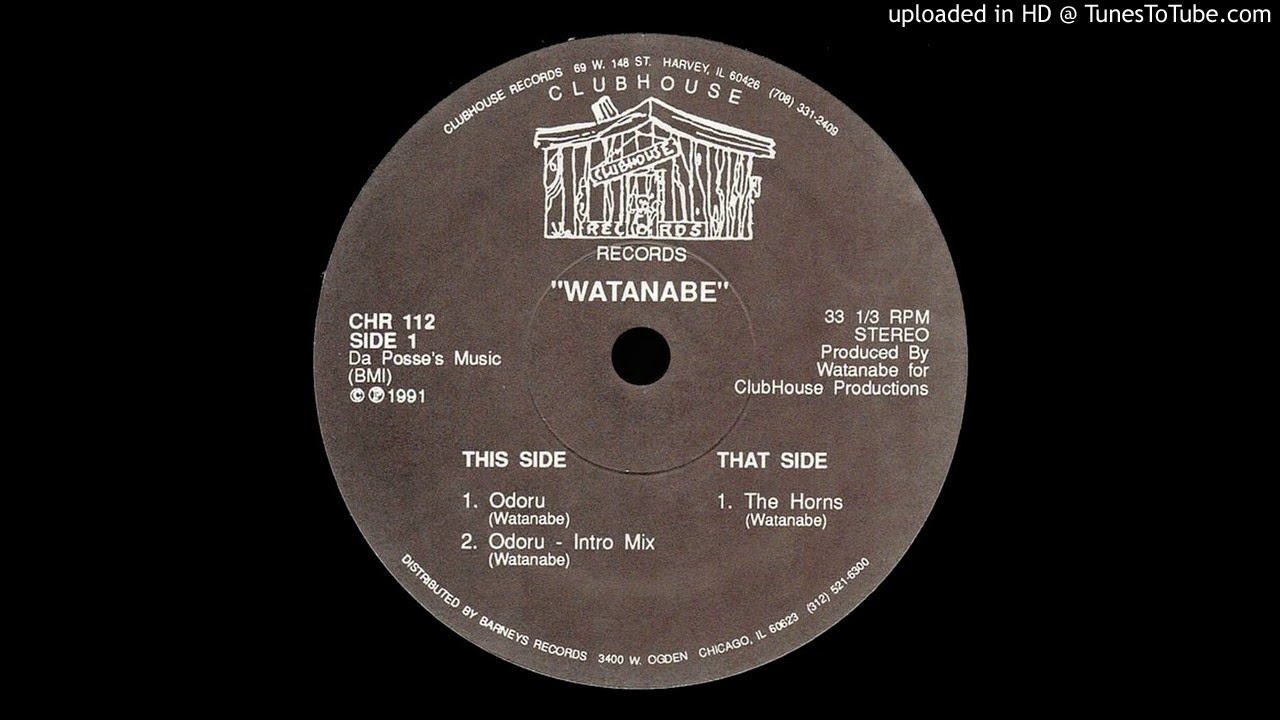 uploaded in HD @ TunesToTube.com
CLUBHOUSE RECORDS 69 W. 148 ST. HARVEY, IL 60426 (708) 331-2409
CLUBHOUSE
CLUBHOUSE
RECORDS
RECORDS
"WATANABE"
CHR 112
SIDE 1
Da Posse's Music
(BMI)
©℗1991
33 1/3 RPM
STEREO
Produced By
Watanabe for
ClubHouse Productions
THIS SIDE
1. Odoru
(Watanabe)
2. Odoru - Intro Mix
(Watanabe)
THAT SIDE
1. The Horns
(Watanabe)
DISTRIBUTED BY BARNEYS RECORDS 3400 W. OGDEN CHICAGO, IL 60623 (312) 521-6300